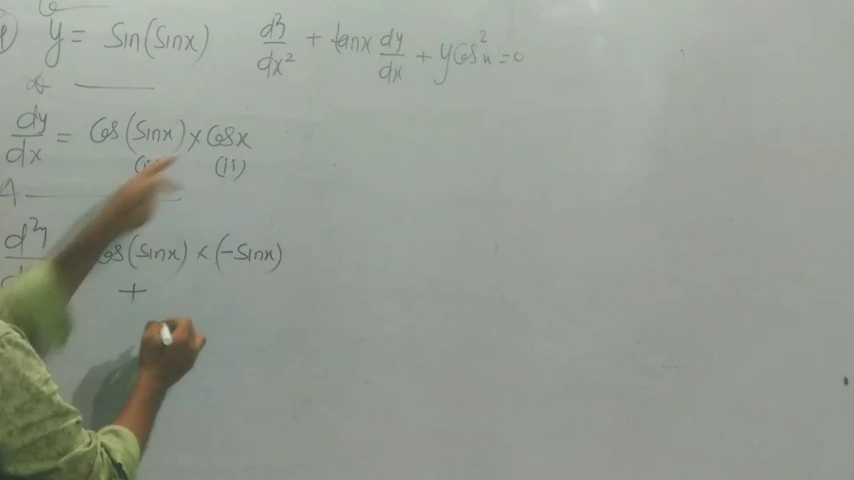 y = Sin(Sinx) d²y/dx² + tanx dy/dx + y Cos²x = 0
dy/dx = Cos(Sinx) × Cosx
(ii)
d²y
Cos(Sinx) × (-Sinx)
+